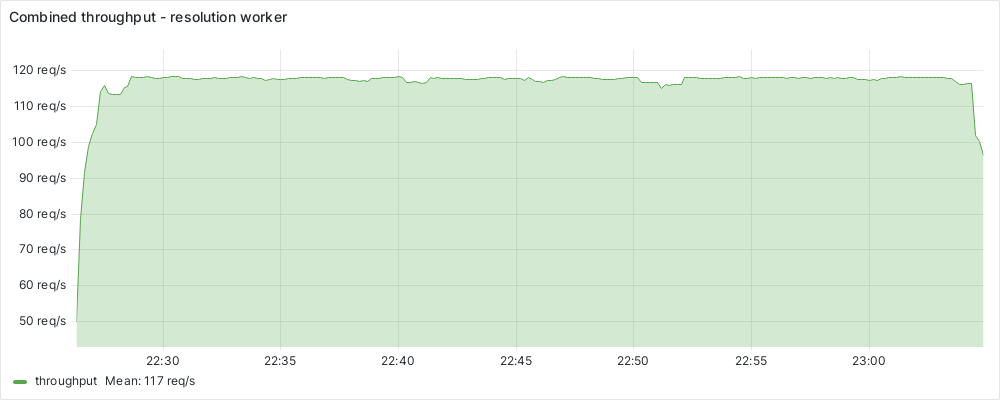 Combined throughput - resolution worker
120 req/s
110 req/s
100 req/s
90 req/s
80 req/s
70 req/s
60 req/s
50 req/s
22:30 22:35 22:40 22:45 22:50 22:55 23:00
throughput Mean: 117 req/s